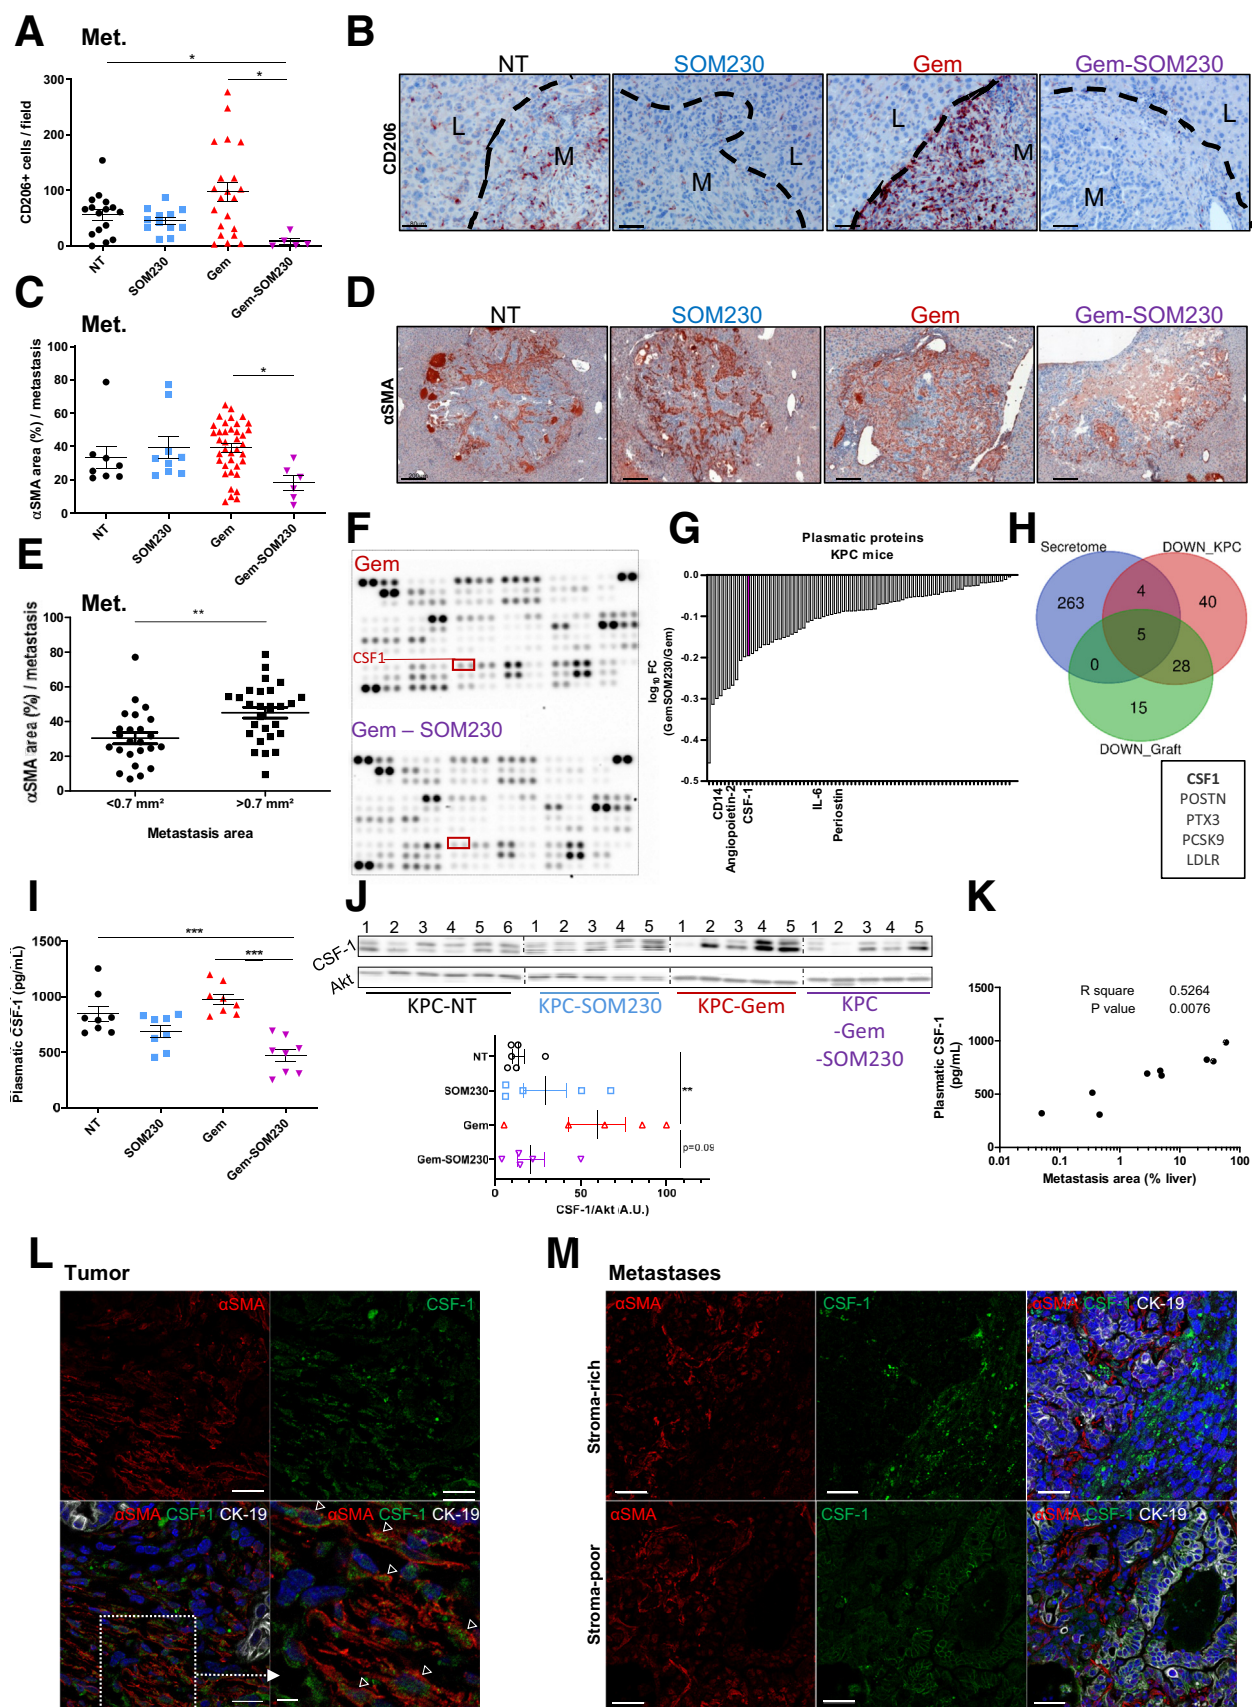 A
Met.
*
*
CD206+ cells / field
300
200
100
0
NT
SOM230
Gem
Gem-SOM230
B
NT
SOM230
Gem
Gem-SOM230
CD206
L
M
L
M
L
M
L
M
C
Met.
*
αSMA area (%) / metastasis
100
80
60
40
20
0
NT
SOM230
Gem
Gem-SOM230
D
NT
SOM230
Gem
Gem-SOM230
αSMA
E
Met.
**
αSMA area (%) / metastasis
100
80
60
40
20
0
<0.7 mm²
>0.7 mm²
Metastasis area
F
Gem
CSF1
Gem – SOM230
G
Plasmatic proteins
KPC mice
log10 FC
(GemSOM230/Gem)
0.0
-0.1
-0.2
-0.3
-0.4
-0.5
CD14
Angiopoietin-2
CSF-1
IL-6
Periostin
H
Secretome
DOWN_KPC
263
4
40
5
0
28
15
DOWN_Graft
CSF1
POSTN
PTX3
PCSK9
LDLR
I
***
***
Plasmatic CSF-1 (pg/mL)
1500
1000
500
0
NT
SOM230
Gem
Gem-SOM230
J
1 2 3 4 5 6 1 2 3 4 5 1 2 3 4 5 1 2 3 4 5
CSF-1
Akt
KPC-NT
KPC-SOM230
KPC-Gem
KPC
-Gem
-SOM230
NT
SOM230
Gem
Gem-SOM230
**
p=0.09
0
50
100
CSF-1/Akt (A.U.)
K
R square 0.5264
P value 0.0076
Plasmatic CSF-1
(pg/mL)
1500
1000
500
0
0.01
0.1
1
10
100
Metastasis area (% liver)
L
Tumor
αSMA
CSF-1
αSMA CSF-1 CK-19
αSMA CSF-1 CK-19
M
Metastases
Stroma-rich
αSMA
CSF-1
αSMA CSF-1 CK-19
Stroma-poor
αSMA
CSF-1
αSMA CSF-1 CK-19